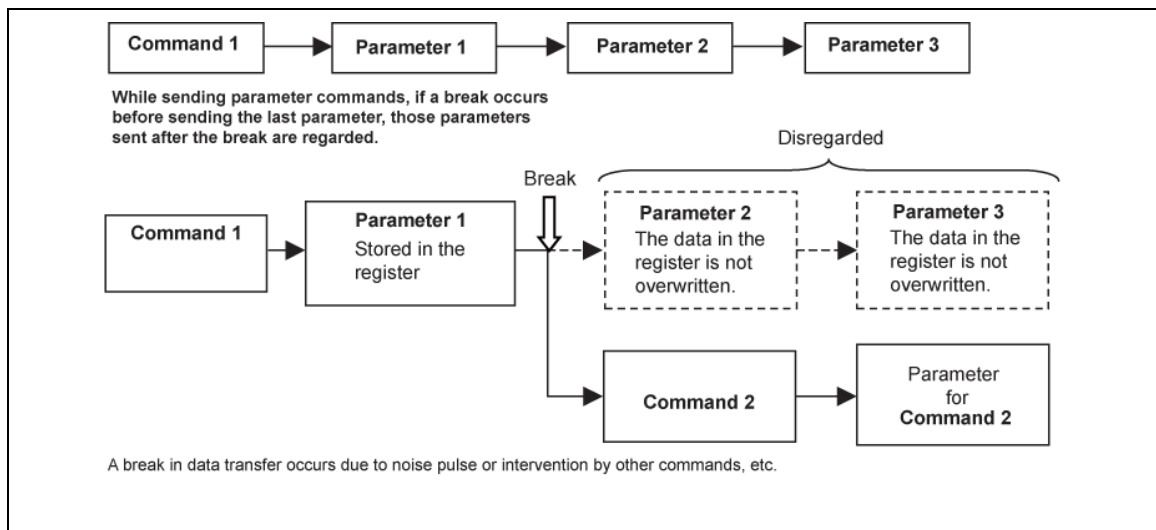 Command 1
Parameter 1
Parameter 2
Parameter 3
While sending parameter commands, if a break occurs
before sending the last parameter, those parameters
sent after the break are regarded.
Disregarded
Break
Command 1
Parameter 1
Stored in the
register
Parameter 2
The data in the
register is not
overwritten.
Parameter 3
The data in the
register is not
overwritten.
Command 2
Parameter
for
Command 2
A break in data transfer occurs due to noise pulse or intervention by other commands, etc.